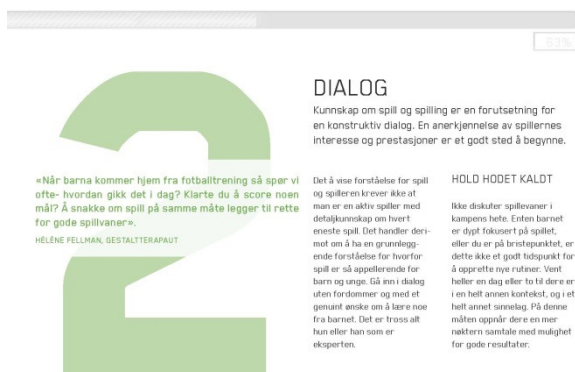 63%
2
DIALOG
Kunnskap om spill og spilling er en forutsetning for
en konstruktiv dialog. En anerkjennelse av spillernes
interesse og prestasjoner er et godt sted å begynne.
«Når barna kommer hjem fra fotballtrening så spør vi
ofte- hvordan gikk det i dag? Klarte du å score noen
mål? Å snakke om spill på samme måte legger til rette
for gode spillvaner».
HÉLÈNE FELLMAN, GESTALTTERAPAUT
Det å vise forståelse for spill
og spilleren krever ikke at
man er en aktiv spiller med
detaljkunnskap om hvert
eneste spill. Det handler deri-
mot om å ha en grunnlegg-
ende forståelse for hvorfor
spill er så appellerende for
barn og unge. Gå inn i dialog
uten fordommer og med et
genuint ønske om å lære noe
fra barnet. Det er tross alt
hun eller han som er
eksperten.
HOLD HODET KALDT
Ikke diskuter spillevaner i
kampens hete. Enten barnet
er dypt fokusert på spillet,
eller du er på bristepunktet, er
dette ikke et godt tidspunkt for
å opprette nye rutiner. Vent
heller en dag eller to til dere er
i en helt annen kontekst, og i et
helt annet sinnelag. På denne
måten oppnår dere en mer
nøktern samtale med mulighet
for gode resultater.